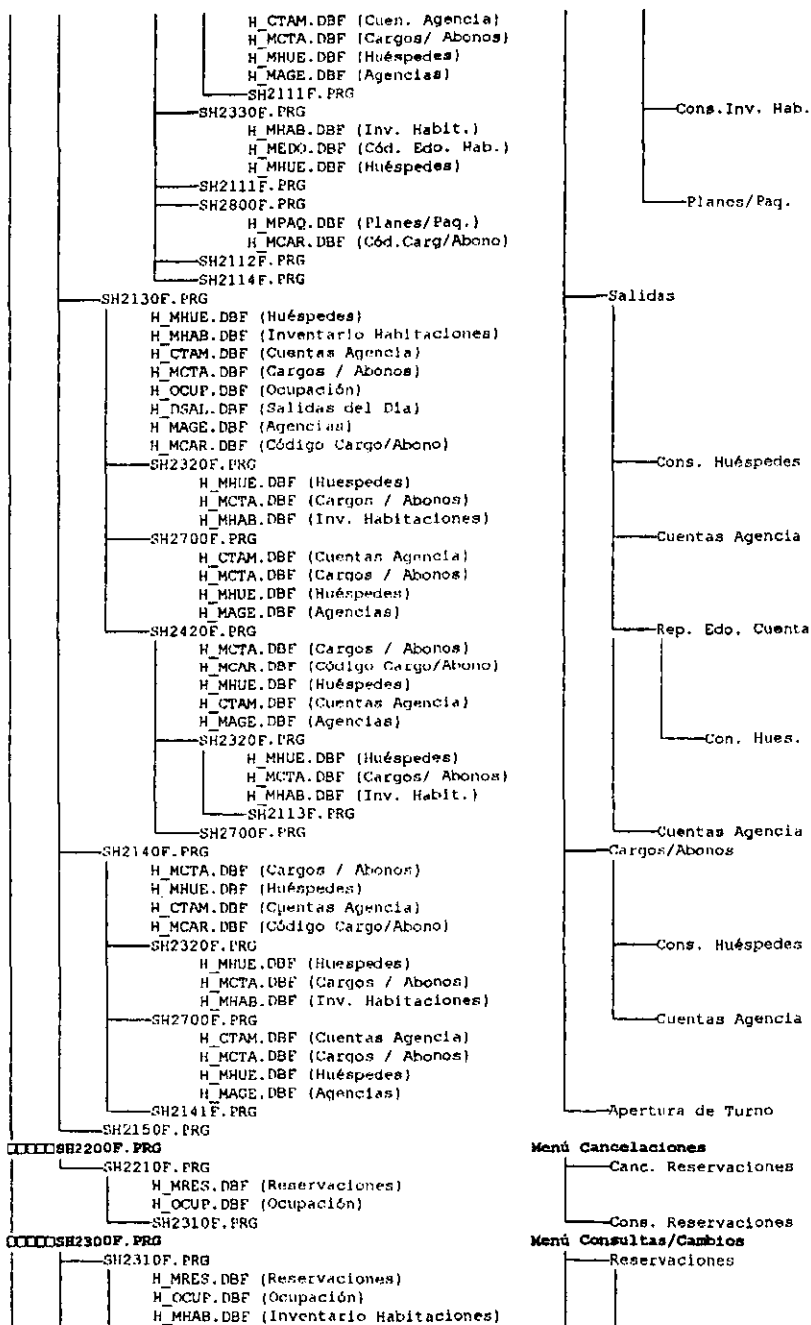 H_CTAM.DBF (Cuen. Agencia)
H_MCTA.DBF (Cargos/ Abonos)
H_MHUE.DBF (Huéspedes)
H_MAGE.DBF (Agencias)
SH2111F.PRG
SH2330F.PRG Cons.Inv. Hab.
H_MHAB.DBF (Inv. Habit.)
H_MEDO.DBF (Cód. Edo. Hab.)
H_MHUE.DBF (Huéspedes)
SH2111F.PRG
SH2800F.PRG Planes/Paq.
H_MPAQ.DBF (Planes/Paq.)
H_MCAR.DBF (Cód.Carg/Abono)
SH2112F.PRG
SH2114F.PRG
SH2130F.PRG Salidas
H_MHUE.DBF (Huéspedes)
H_MHAB.DBF (Inventario Habitaciones)
H_CTAM.DBF (Cuentas Agencia)
H_MCTA.DBF (Cargos / Abonos)
H_OCUP.DBF (Ocupación)
H_DSAL.DBF (Salidas del Día)
H_MAGE.DBF (Agencias)
H_MCAR.DBF (Código Cargo/Abono)
SH2320F.PRG Cons. Huéspedes
H_MHUE.DBF (Huespedes)
H_MCTA.DBF (Cargos / Abonos)
H_MHAB.DBF (Inv. Habitaciones)
SH2700F.PRG Cuentas Agencia
H_CTAM.DBF (Cuentas Agencia)
H_MCTA.DBF (Cargos / Abonos)
H_MHUE.DBF (Huéspedes)
H_MAGE.DBF (Agencias)
SH2420F.PRG Rep. Edo. Cuenta
H_MCTA.DBF (Cargos / Abonos)
H_MCAR.DBF (Código Cargo/Abono)
H_MHUE.DBF (Huéspedes)
H_CTAM.DBF (Cuentas Agencia)
H_MAGE.DBF (Agencias)
SH2320F.PRG Con. Hues.
H_MHUE.DBF (Huéspedes)
H_MCTA.DBF (Cargos/ Abonos)
H_MHAB.DBF (Inv. Habit.)
SH2113F.PRG
SH2700F.PRG Cuentas Agencia
SH2140F.PRG Cargos/Abonos
H_MCTA.DBF (Cargos / Abonos)
H_MHUE.DBF (Huéspedes)
H_CTAM.DBF (Cuentas Agencia)
H_MCAR.DBF (Código Cargo/Abono)
SH2320F.PRG Cons. Huéspedes
H_MHUE.DBF (Huespedes)
H_MCTA.DBF (Cargos / Abonos)
H_MHAB.DBF (Inv. Habitaciones)
SH2700F.PRG Cuentas Agencia
H_CTAM.DBF (Cuentas Agencia)
H_MCTA.DBF (Cargos / Abonos)
H_MHUE.DBF (Huéspedes)
H_MAGE.DBF (Agencias)
SH2141F.PRG Apertura de Turno
SH2150F.PRG
SH2200F.PRG Menú Cancelaciones
SH2210F.PRG Canc. Reservaciones
H_MRES.DBF (Reservaciones)
H_OCUP.DBF (Ocupación)
SH2310F.PRG Cons. Reservaciones
SH2300F.PRG Menú Consultas/Cambios
SH2310F.PRG Reservaciones
H_MRES.DBF (Reservaciones)
H_OCUP.DBF (Ocupación)
H_MHAB.DBF (Inventario Habitaciones)